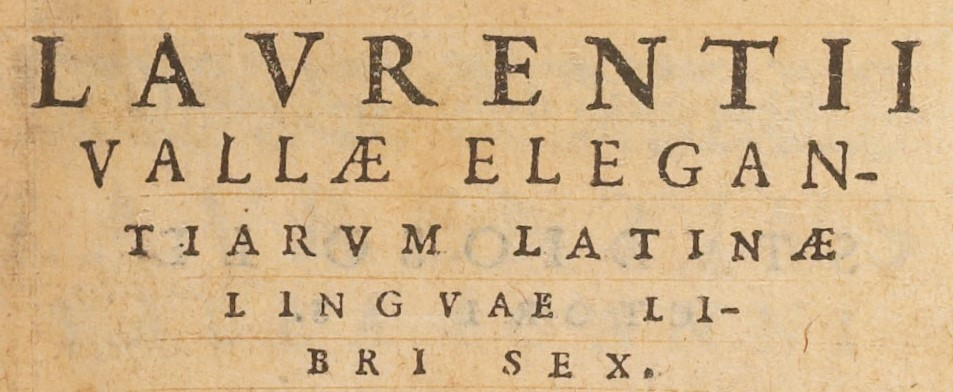 LAVRENTII
VALLÆ ELEGAN-
TIARVM LATINÆ
LINGVAE LI-
BRI SEX.